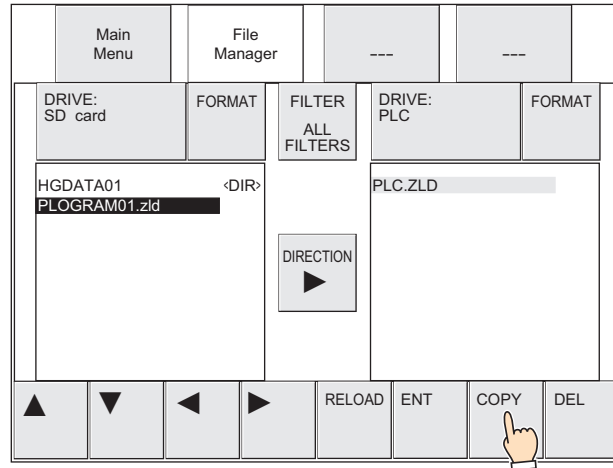 Main
Menu
File
Manager
---
---
DRIVE:
SD card
FORMAT
FILTER
ALL
FILTERS
DRIVE:
PLC
FORMAT
HGDATA01 <DIR>
PLOGRAM01.zld
PLC.ZLD
DIRECTION
RELOAD
ENT
COPY
DEL